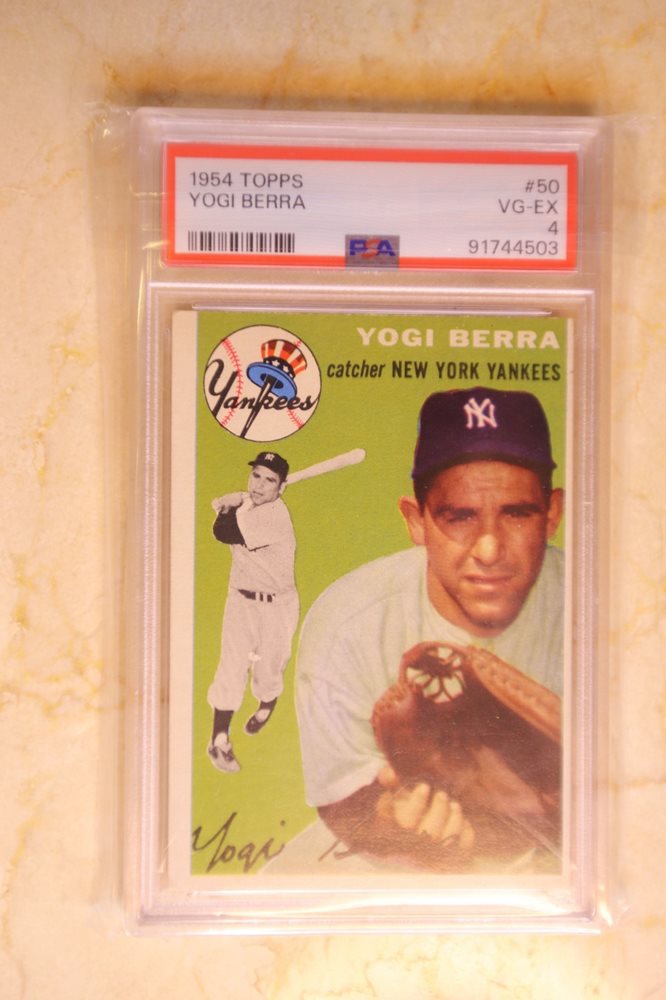 1954 TOPPS
#50
YOGI BERRA
VG-EX
4
PSA
91744503
YOGI BERRA
catcher NEW YORK YANKEES
Yankees
NY
NY
Yogi